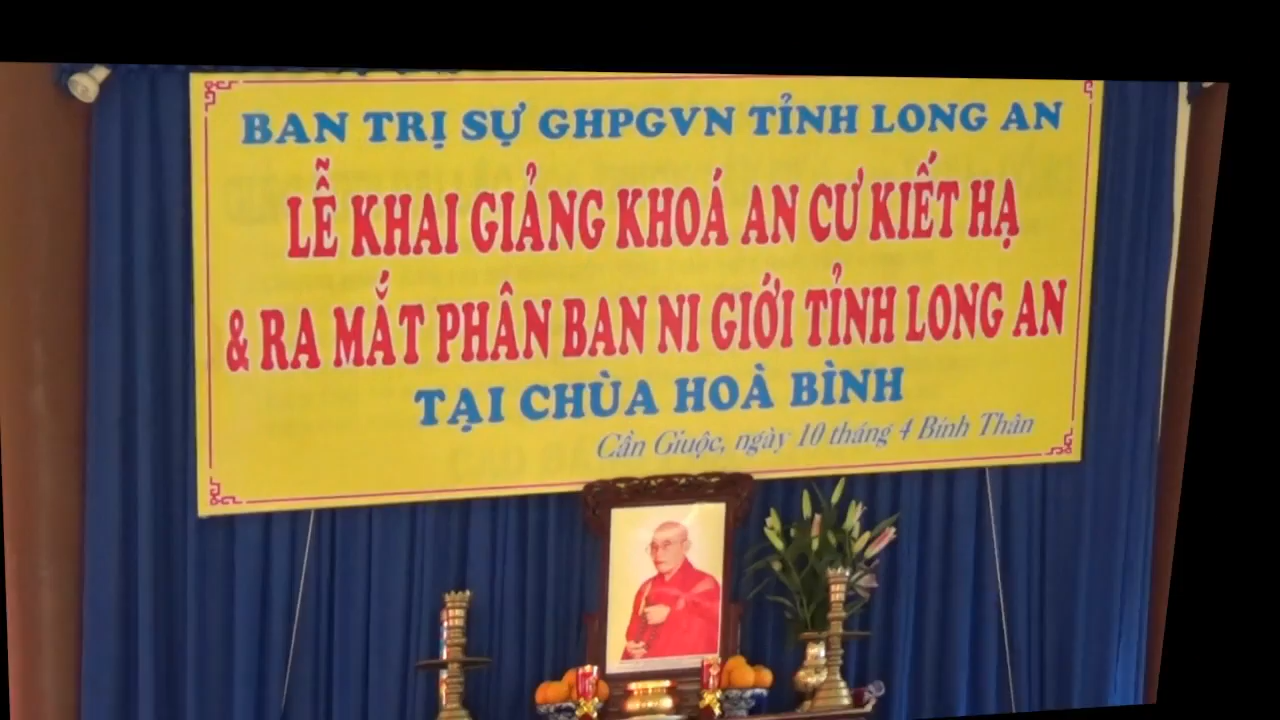 BAN TRỊ SỰ GHPGVN TỈNH LONG AN
LỄ KHAI GIẢNG KHOÁ AN CƯ KIẾT HẠ
& RA MẮT PHÂN BAN NI GIỚI TỈNH LONG AN
TẠI CHÙA HOÀ BÌNH
Cần Giuộc, ngày 10 tháng 4 Bính Thân